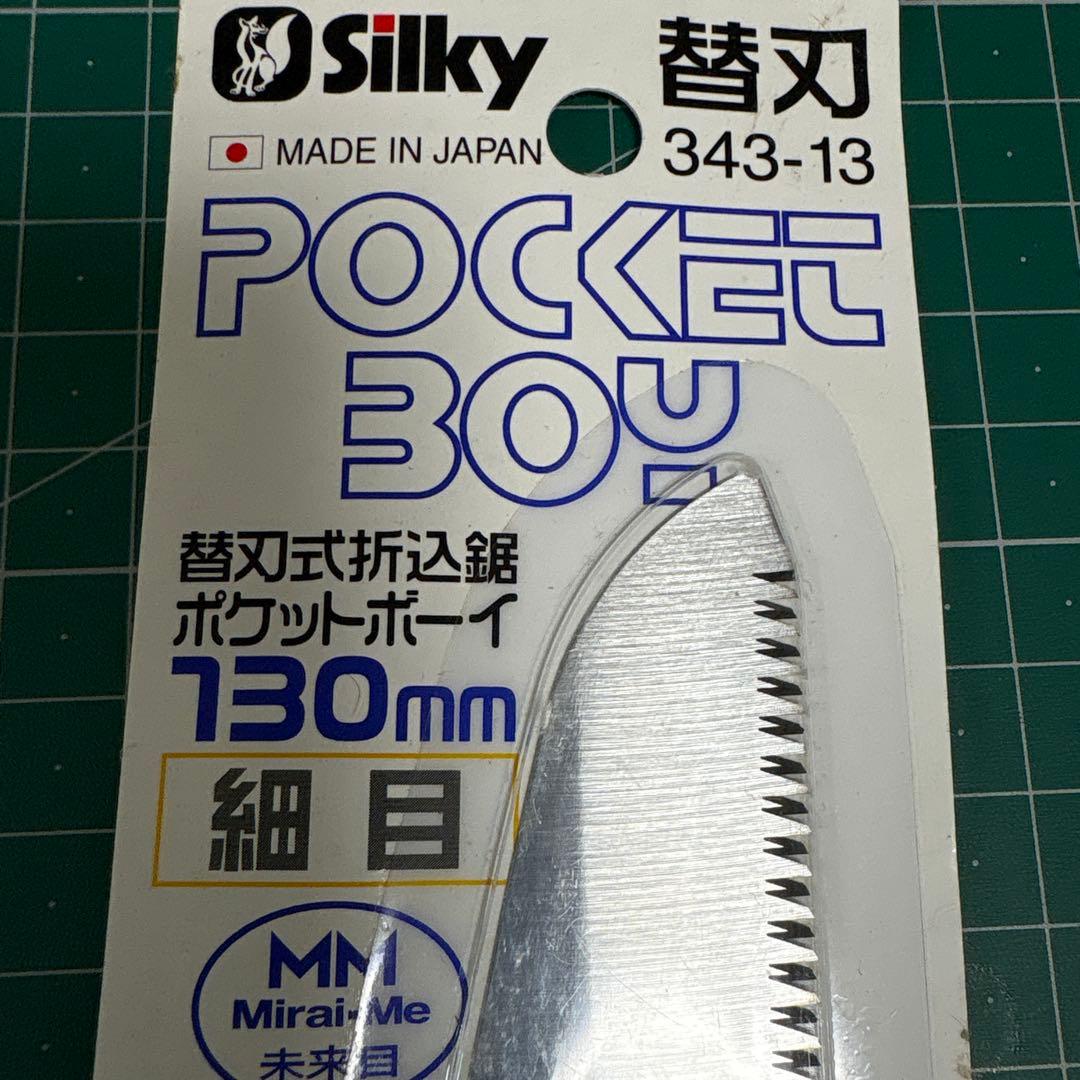 Silky
替刃
MADE IN JAPAN
343-13
POCKET
BOY
替刃式折込鋸
ポケットボーイ
130mm
細目
MM
Mirai-Me
未来目